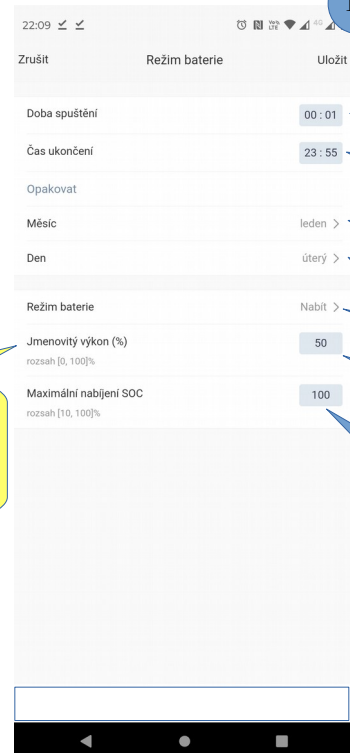 22:09
4G
Zrušit Režim baterie Uložit
Doba spuštění 00 : 01
Čas ukončení 23 : 55
Opakovat
Měsíc leden >
Den úterý >
Režim baterie Nabít >
Jmenovitý výkon (%) 50
rozsah [0, 100]%
Maximální nabíjení SOC 100
rozsah [10, 100]%